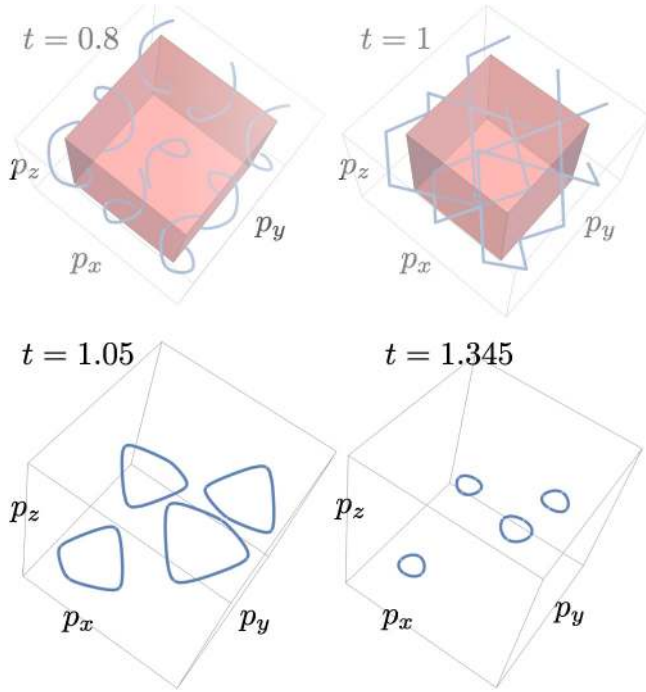 t = 0.8
t = 1
p_z
p_z
p_y
p_y
p_x
p_x
t = 1.05
t = 1.345
p_z
p_z
p_x
p_y
p_x
p_y